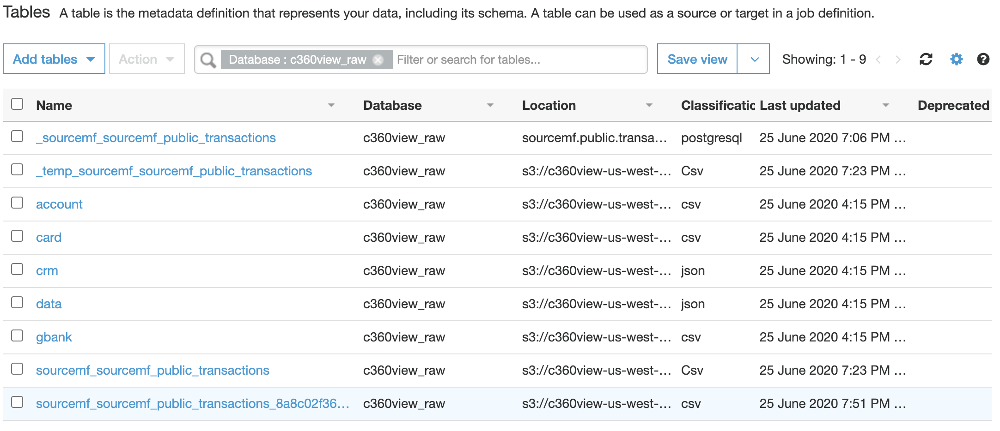 Tables A table is the metadata definition that represents your data, including its schema. A table can be used as a source or target in a job definition.
Add tables Action Database : c360view_raw Filter or search for tables... Save view Showing: 1 - 9
Name Database Location Classificatio Last updated Deprecated
_sourcemf_sourcemf_public_transactions c360view_raw sourcemf.public.transa... postgresql 25 June 2020 7:06 PM ...
_temp_sourcemf_sourcemf_public_transactions c360view_raw s3://c360view-us-west-... Csv 25 June 2020 7:23 PM ...
account c360view_raw s3://c360view-us-west-... csv 25 June 2020 4:15 PM ...
card c360view_raw s3://c360view-us-west-... csv 25 June 2020 4:15 PM ...
crm c360view_raw s3://c360view-us-west-... json 25 June 2020 4:15 PM ...
data c360view_raw s3://c360view-us-west-... json 25 June 2020 4:15 PM ...
gbank c360view_raw s3://c360view-us-west-... csv 25 June 2020 4:15 PM ...
sourcemf_sourcemf_public_transactions c360view_raw s3://c360view-us-west-... Csv 25 June 2020 7:23 PM ...
sourcemf_sourcemf_public_transactions_8a8c02f36... c360view_raw s3://c360view-us-west-... csv 25 June 2020 7:51 PM ...